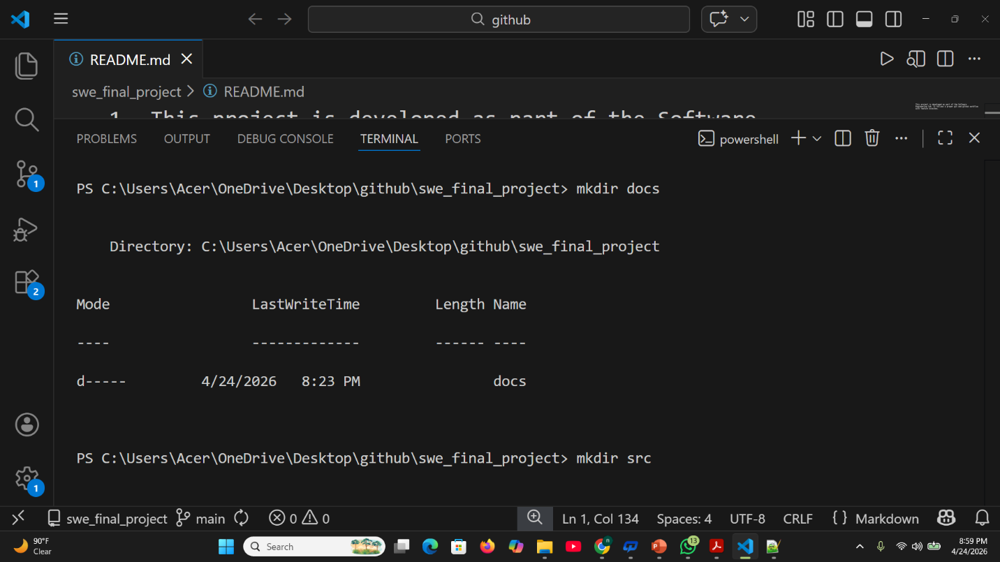 github
README.md
swe_final_project > README.md
1 This project is developed as part of the Software
PROBLEMS OUTPUT DEBUG CONSOLE TERMINAL PORTS
powershell
PS C:\Users\Acer\OneDrive\Desktop\github\swe_final_project> mkdir docs
1
Directory: C:\Users\Acer\OneDrive\Desktop\github\swe_final_project
2
Mode LastWriteTime Length Name
---- ------------- ------ ----
d----- 4/24/2026 8:23 PM docs
PS C:\Users\Acer\OneDrive\Desktop\github\swe_final_project> mkdir src
1
swe_final_project main 0 0 Ln 1, Col 134 Spaces: 4 UTF-8 CRLF { } Markdown
90°F
Clear
Search
n
13
8:59 PM
4/24/2026